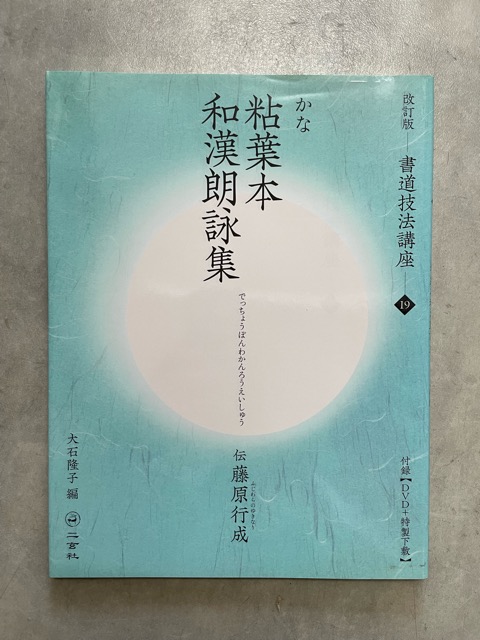 改訂版 書道技法講座 19
付録【DVD+特製下敷】
かな
粘葉本
和漢朗詠集
でっちょうぼんわかんろうえいしゅう
伝 藤原行成
ふじわらのゆきなり
大石隆子 編
二玄社